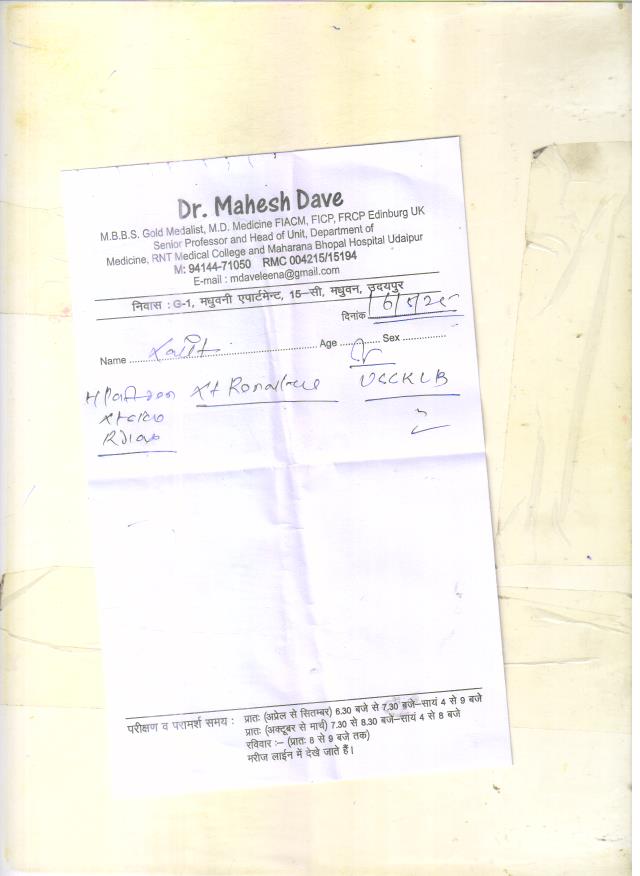 Dr. Mahesh Dave
M.B.B.S. Gold Medalist, M.D. Medicine FIACM, FICP, FRCP Edinburg UK
Senior Professor and Head of Unit, Department of
Medicine, RNT Medical College and Maharana Bhopal Hospital Udaipur
M: 94144-71050 RMC 004215/15194
E-mail : mdaveleena@gmail.com
निवास : G-1, मधुवनी एपार्टमेन्ट, 15–सी, मधुवन, उदयपुर
दिनांक
Name Age Sex
परीक्षण व परामर्श समय : प्रातः (अप्रेल से सितम्बर) 6.30 बजे से 7.30 बजे–सायं 4 से 9 बजे
प्रातः (अक्टूबर से मार्च) 7.30 से 8.30 बजे–सायं 4 से 8 बजे
रविवार :– (प्रातः 8 से 9 बजे तक)
मरीज लाईन में देखे जाते हैं।